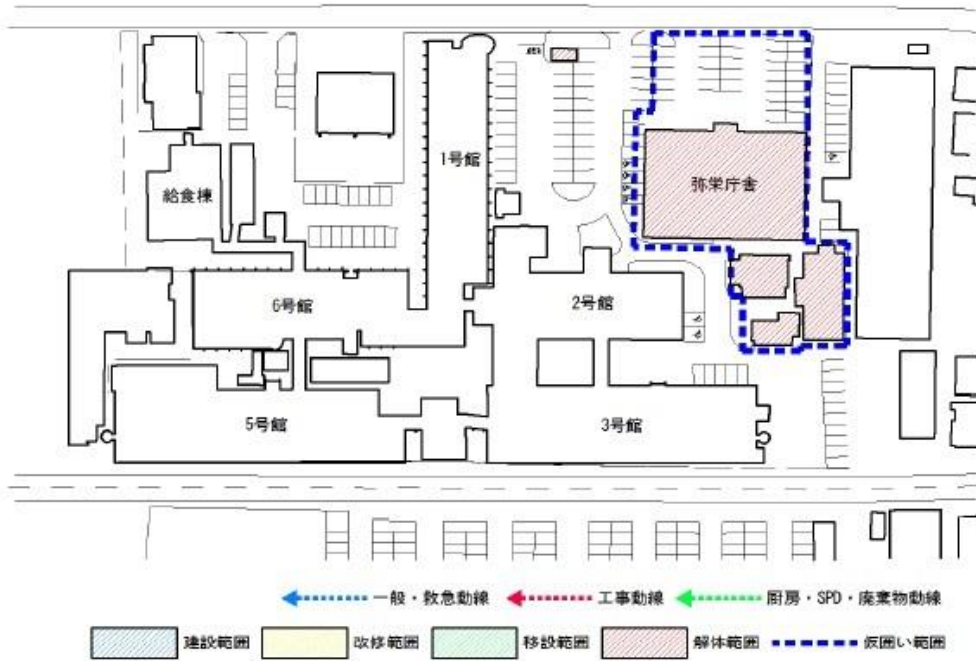 1号館
弥栄庁舎
給食棟
6号館
2号館
5号館
3号館
一般・救急動線
工事動線
厨房・SPD・廃棄物動線
建設範囲
改修範囲
移設範囲
解体範囲
仮囲い範囲